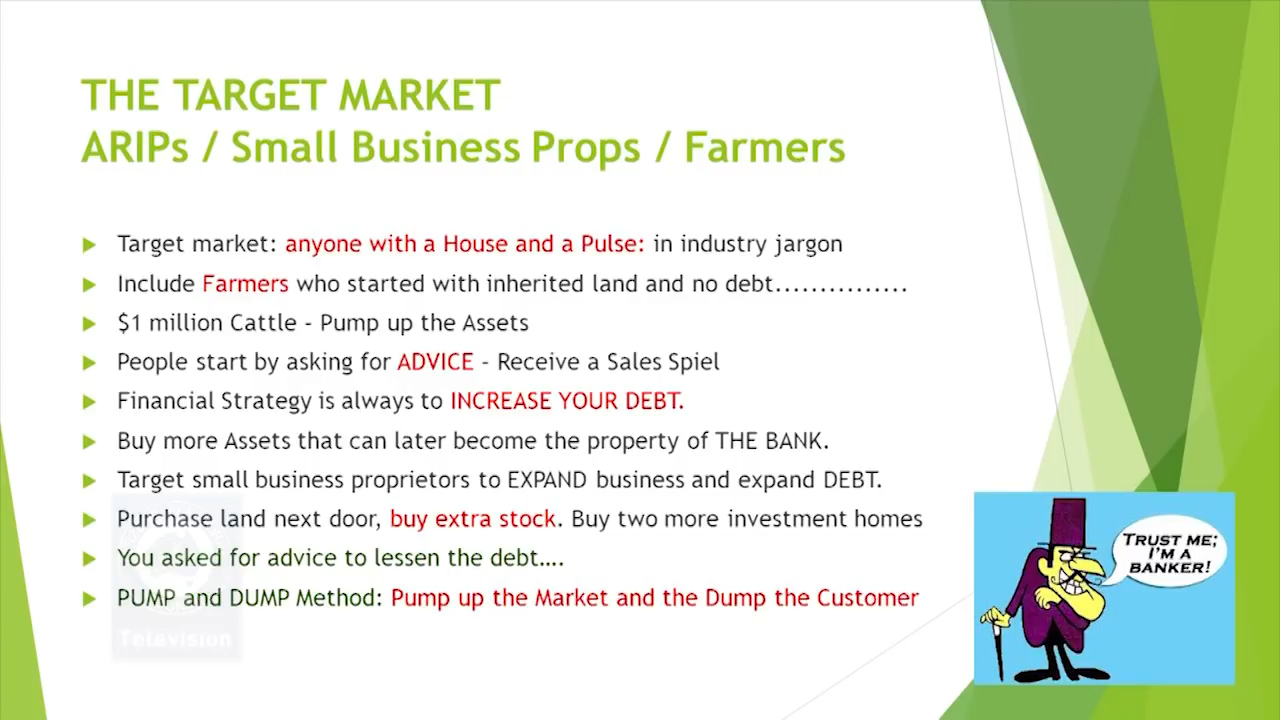 THE TARGET MARKET
ARIPs / Small Business Props / Farmers
Target market: anyone with a House and a Pulse: in industry jargon
Include Farmers who started with inherited land and no debt...............
$1 million Cattle - Pump up the Assets
People start by asking for ADVICE - Receive a Sales Spiel
Financial Strategy is always to INCREASE YOUR DEBT.
Buy more Assets that can later become the property of THE BANK.
Target small business proprietors to EXPAND business and expand DEBT.
Purchase land next door, buy extra stock. Buy two more investment homes
You asked for advice to lessen the debt….
PUMP and DUMP Method: Pump up the Market and the Dump the Customer
TRUST ME;
I'M A
BANKER!
Television